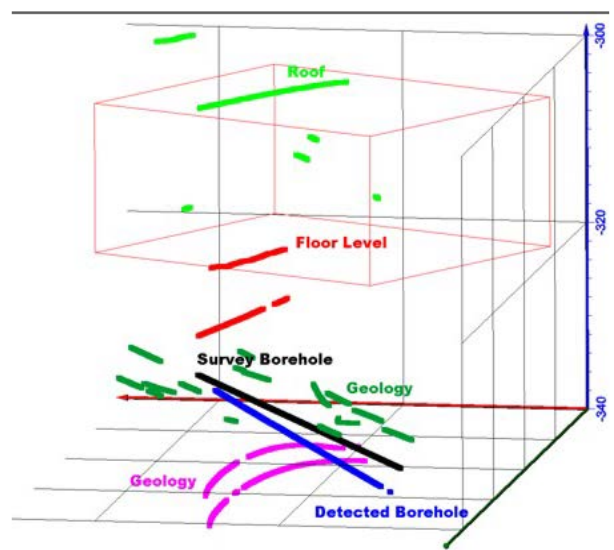 -300
Roof
-320
Floor Level
Survey Borehole
Geology
-340
Geology
Detected Borehole